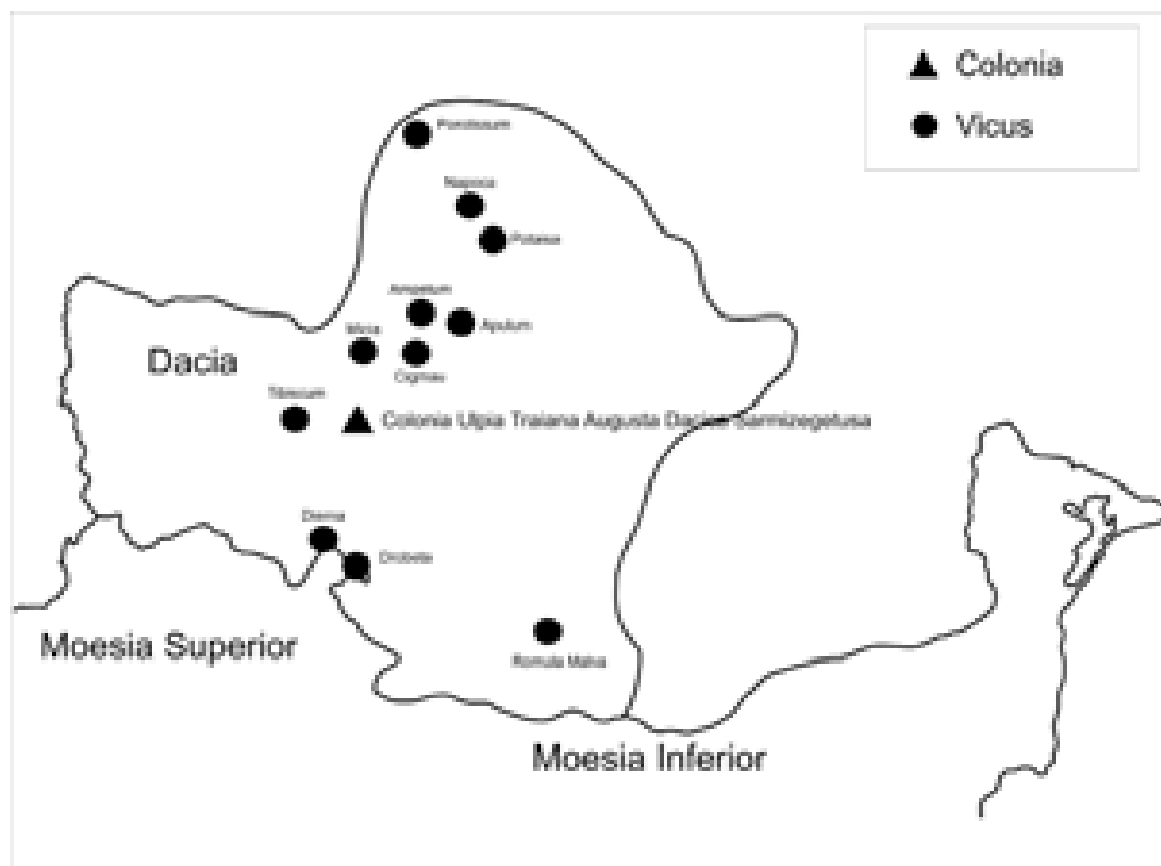 Colonia
Vicus
Porolissum
Napoca
Ampelum
Apulum
Micia
Cigmau
Dacia
Tibiscum
Colonia Ulpia Traiana Augusta Dacica Sarmizegetusa
Drobeta
Moesia Superior
Romula Malva
Moesia Inferior